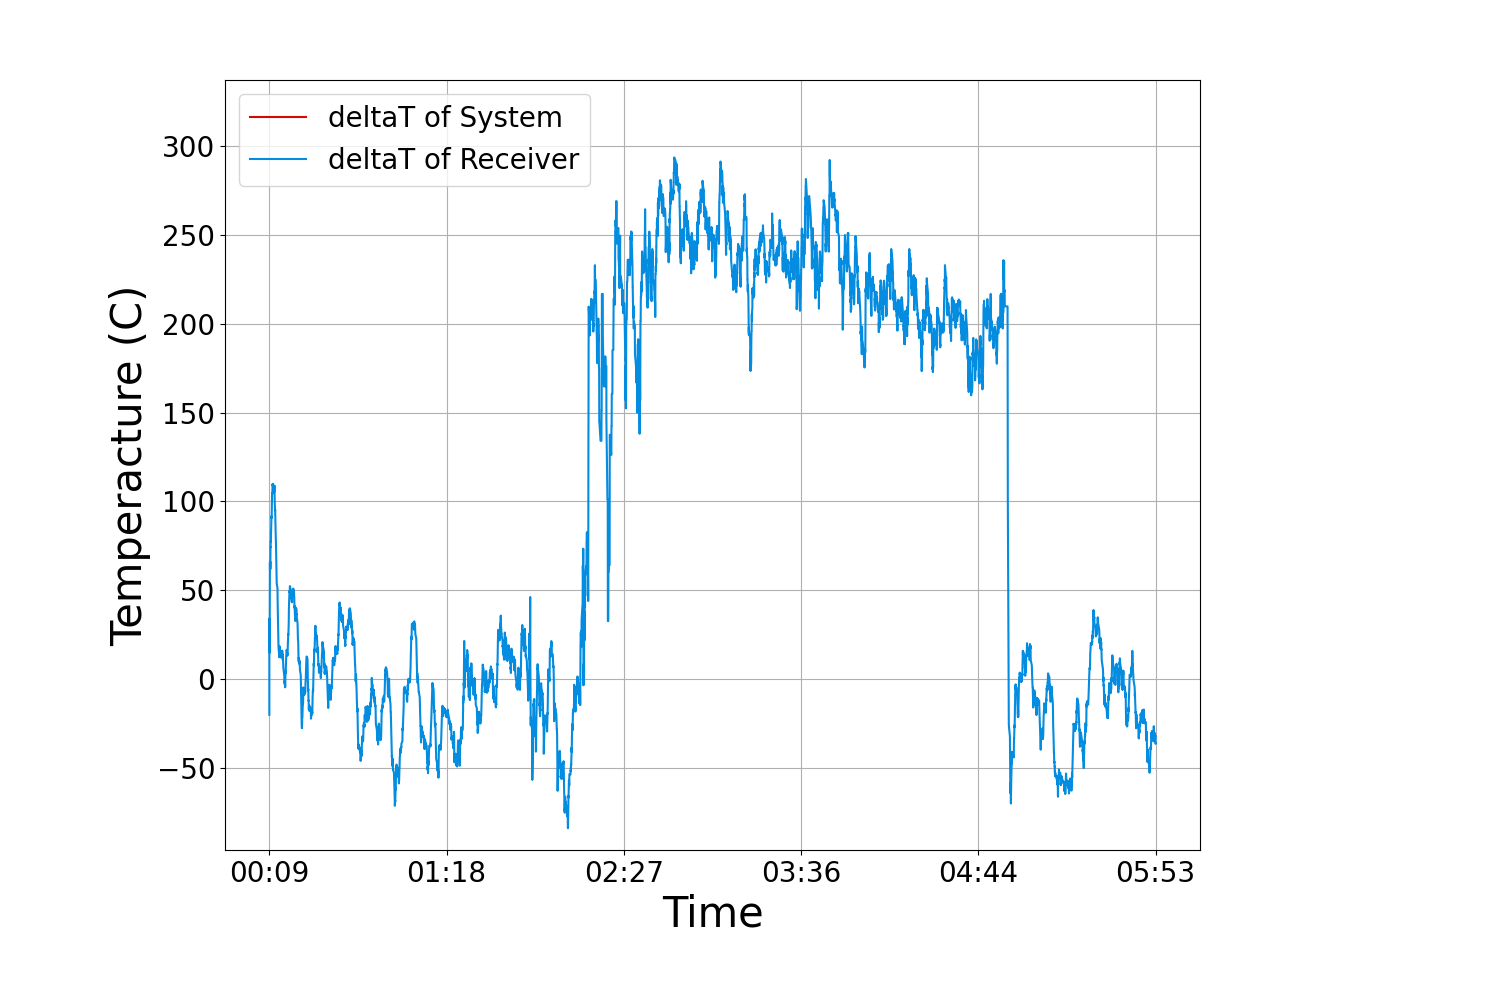 deltaT of System
deltaT of Receiver
300
250
200
150
100
50
0
−50
Temperacture (C)
00:09 01:18 02:27 03:36 04:44 05:53
Time